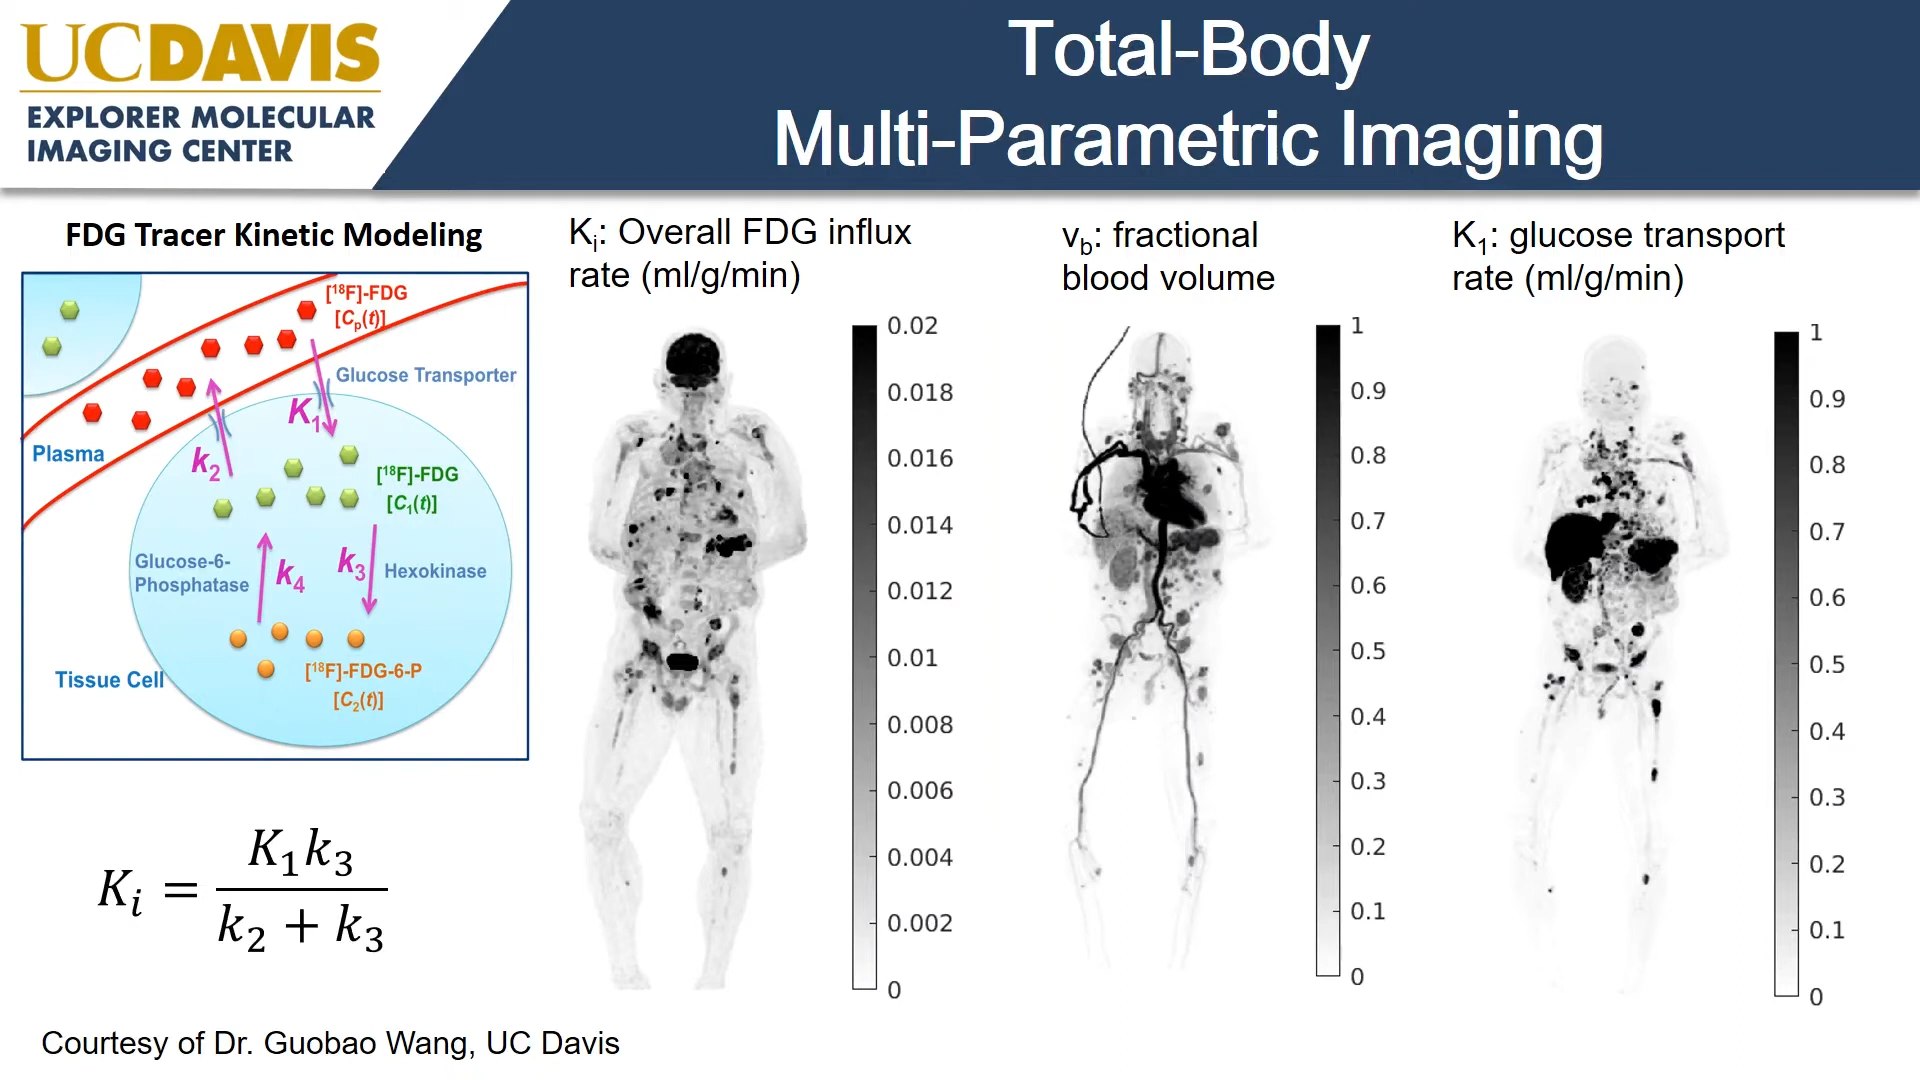 UCDAVIS
EXPLORER MOLECULAR
IMAGING CENTER
Total-Body
Multi-Parametric Imaging
FDG Tracer Kinetic Modeling
[¹⁸F]-FDG
[Cₚ(t)]
Glucose Transporter
K₁
Plasma
k₂
[¹⁸F]-FDG
[C₁(t)]
Glucose-6-
Phosphatase
k₄
k₃
Hexokinase
Tissue Cell
[¹⁸F]-FDG-6-P
[C₂(t)]
Kᵢ = K₁k₃ / k₂ + k₃
Kᵢ: Overall FDG influx
rate (ml/g/min)
0.02
0.018
0.016
0.014
0.012
0.01
0.008
0.006
0.004
0.002
0
v_b: fractional
blood volume
1
0.9
0.8
0.7
0.6
0.5
0.4
0.3
0.2
0.1
0
K₁: glucose transport
rate (ml/g/min)
1
0.9
0.8
0.7
0.6
0.5
0.4
0.3
0.2
0.1
0
Courtesy of Dr. Guobao Wang, UC Davis